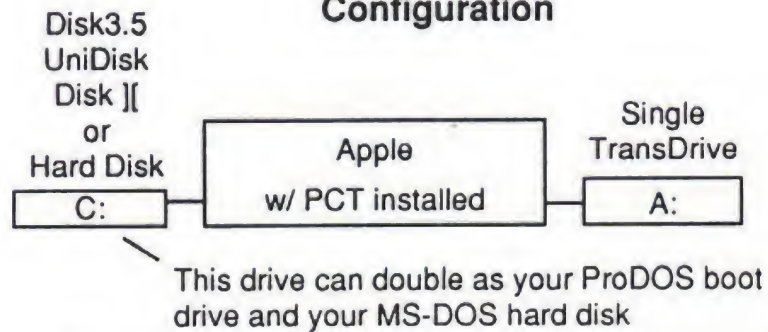 Configuration
Disk3.5
UniDisk
Disk ][
or
Hard Disk
C:
Apple
w/ PCT installed
Single
TransDrive
A:
This drive can double as your ProDOS boot
drive and your MS-DOS hard disk